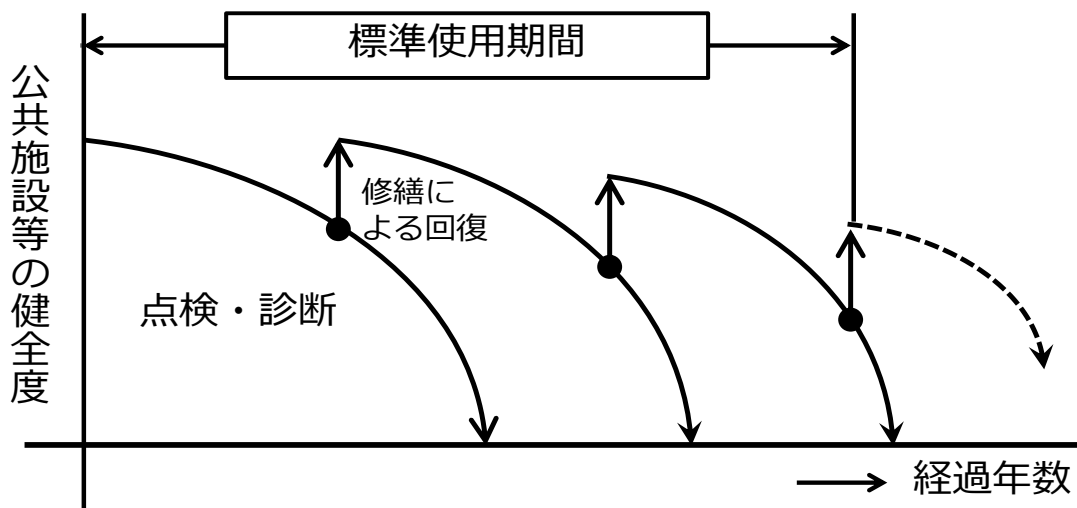 標準使用期間
公共施設等の健全度
修繕に
よる回復
点検・診断
経過年数